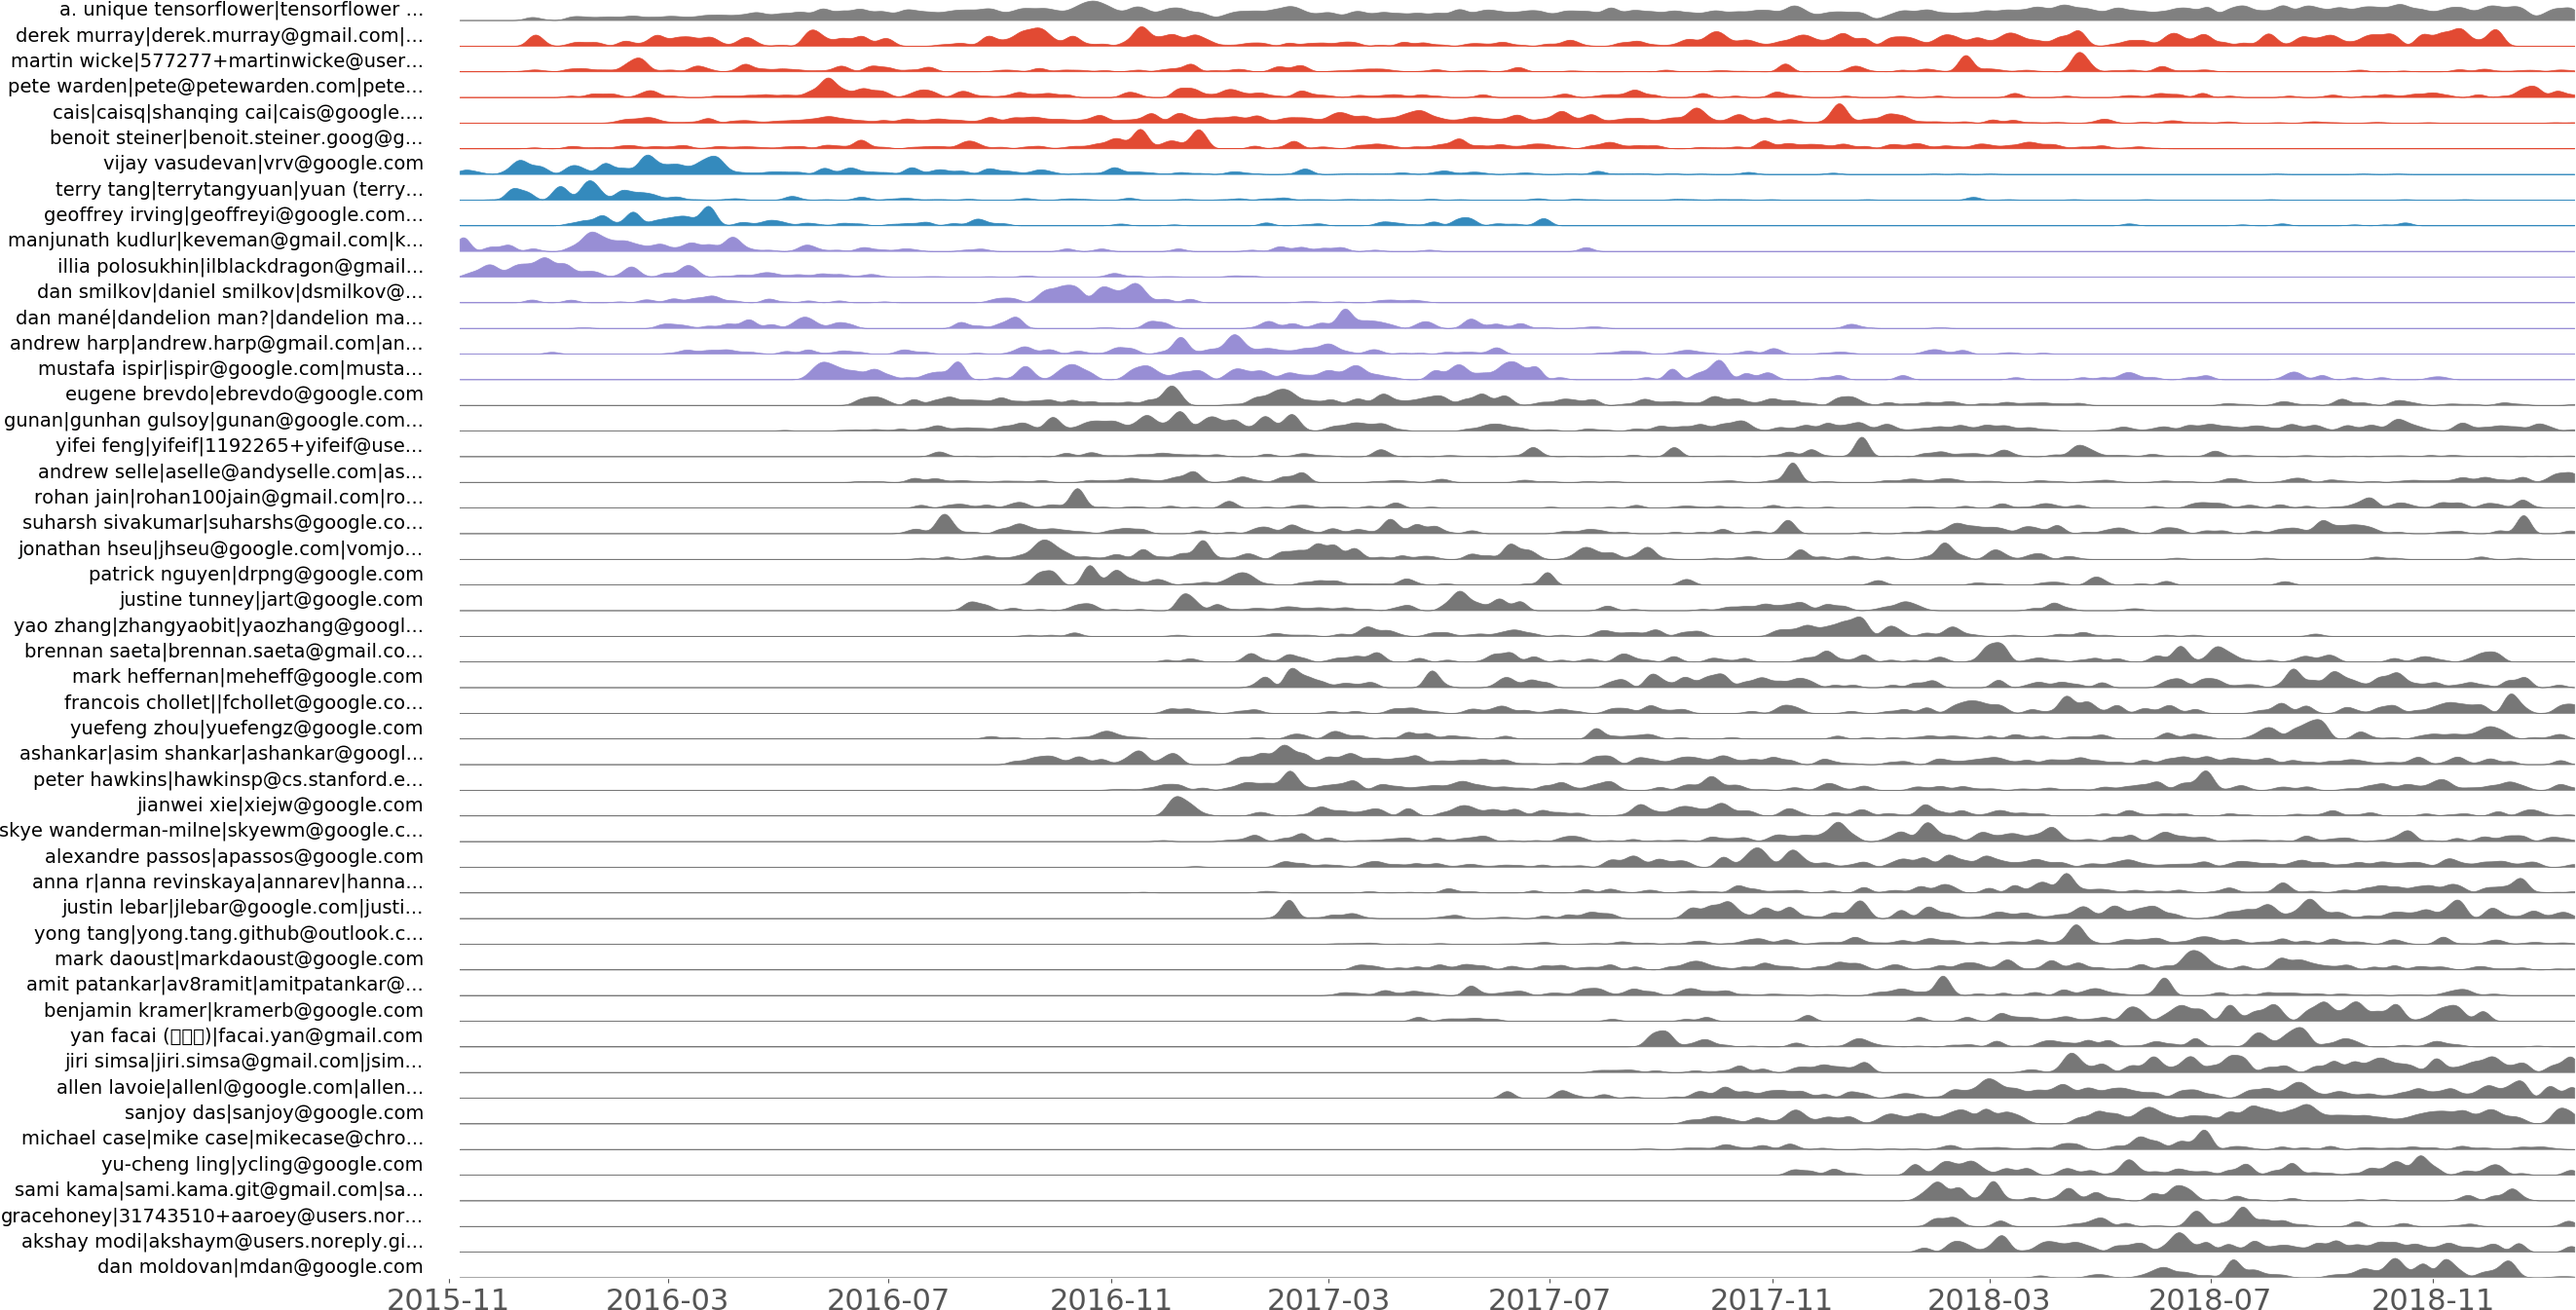 a. unique tensorflower|tensorflower ...
derek murray|derek.murray@gmail.com|...
martin wicke|577277+martinwicke@user...
pete warden|pete@petewarden.com|pete...
cais|caisq|shanqing cai|cais@google....
benoit steiner|benoit.steiner.goog@g...
vijay vasudevan|vrv@google.com
terry tang|terrytangyuan|yuan (terry...
geoffrey irving|geoffreyi@google.com...
manjunath kudlur|keveman@gmail.com|k...
illia polosukhin|ilblackdragon@gmail...
dan smilkov|daniel smilkov|dsmilkov@...
dan mané|dandelion man?|dandelion ma...
andrew harp|andrew.harp@gmail.com|an...
mustafa ispir|ispir@google.com|musta...
eugene brevdo|ebrevdo@google.com
gunan|gunhan gulsoy|gunan@google.com...
yifei feng|yifeif|1192265+yifeif@use...
andrew selle|aselle@andyselle.com|as...
rohan jain|rohan100jain@gmail.com|ro...
suharsh sivakumar|suharshs@google.co...
jonathan hseu|jhseu@google.com|vomjo...
patrick nguyen|drpng@google.com
justine tunney|jart@google.com
yao zhang|zhangyaobit|yaozhang@googl...
brennan saeta|brennan.saeta@gmail.co...
mark heffernan|meheff@google.com
francois chollet||fchollet@google.co...
yuefeng zhou|yuefengz@google.com
ashankar|asim shankar|ashankar@googl...
peter hawkins|hawkinsp@cs.stanford.e...
jianwei xie|xiejw@google.com
skye wanderman-milne|skyewm@google.c...
alexandre passos|apassos@google.com
anna r|anna revinskaya|annarev|hanna...
justin lebar|jlebar@google.com|justi...
yong tang|yong.tang.github@outlook.c...
mark daoust|markdaoust@google.com
amit patankar|av8ramit|amitpatankar@...
benjamin kramer|kramerb@google.com
yan facai (▯▯▯)|facai.yan@gmail.com
jiri simsa|jiri.simsa@gmail.com|jsim...
allen lavoie|allenl@google.com|allen...
sanjoy das|sanjoy@google.com
michael case|mike case|mikecase@chro...
yu-cheng ling|ycling@google.com
sami kama|sami.kama.git@gmail.com|sa...
gracehoney|31743510+aaroey@users.nor...
akshay modi|akshaym@users.noreply.gi...
dan moldovan|mdan@google.com
2015-11 2016-03 2016-07 2016-11 2017-03 2017-07 2017-11 2018-03 2018-07 2018-11